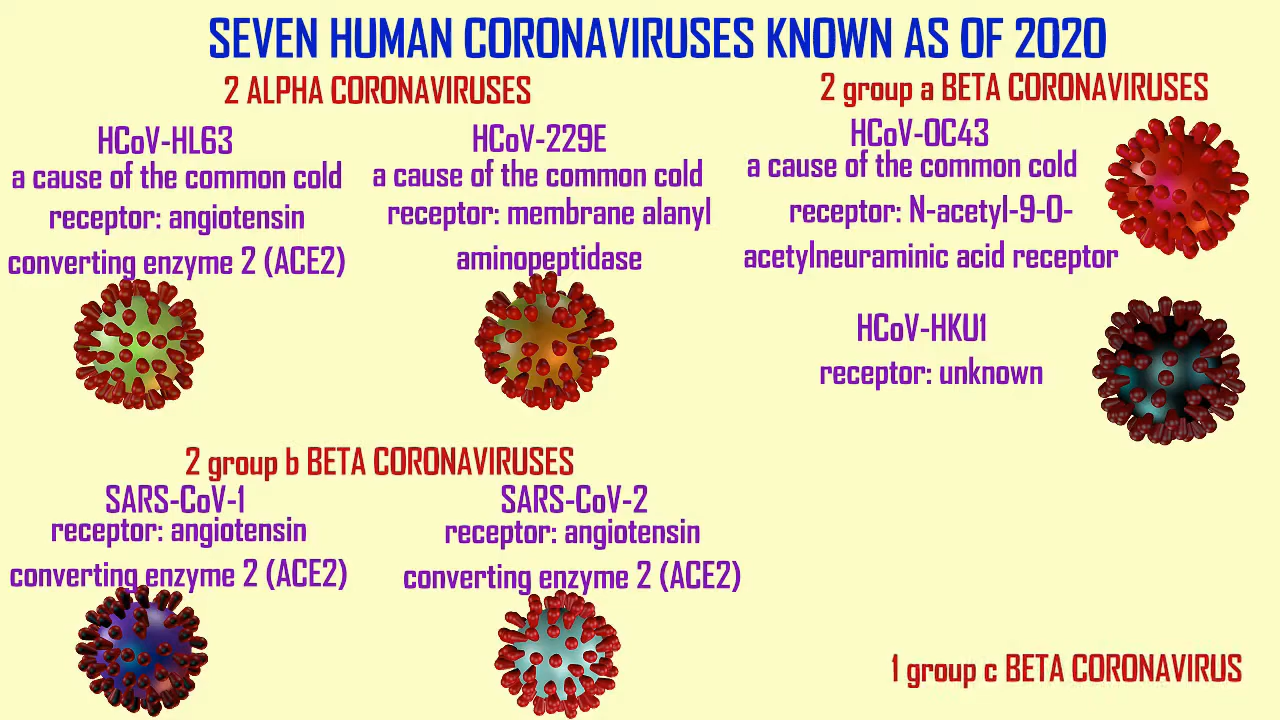 SEVEN HUMAN CORONAVIRUSES KNOWN AS OF 2020
2 ALPHA CORONAVIRUSES
HCoV-HL63
a cause of the common cold
receptor: angiotensin
converting enzyme 2 (ACE2)
HCoV-229E
a cause of the common cold
receptor: membrane alanyl
aminopeptidase
2 group a BETA CORONAVIRUSES
HCoV-OC43
a cause of the common cold
receptor: N-acetyl-9-O-
acetylneuraminic acid receptor
HCoV-HKU1
receptor: unknown
2 group b BETA CORONAVIRUSES
SARS-CoV-1
receptor: angiotensin
converting enzyme 2 (ACE2)
SARS-CoV-2
receptor: angiotensin
converting enzyme 2 (ACE2)
1 group c BETA CORONAVIRUS